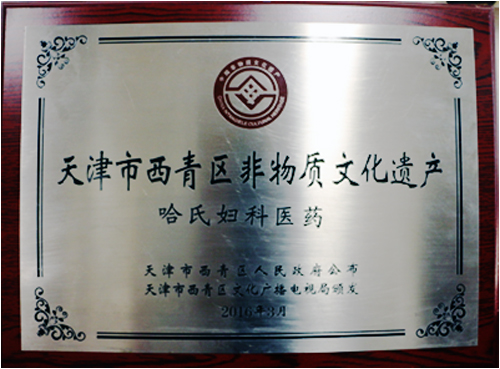 天津市西青区非物质文化遗产
哈氏妇科医药
天津市西青区人民政府公布
天津市西青区文化广播电视局颁发
2016年3月